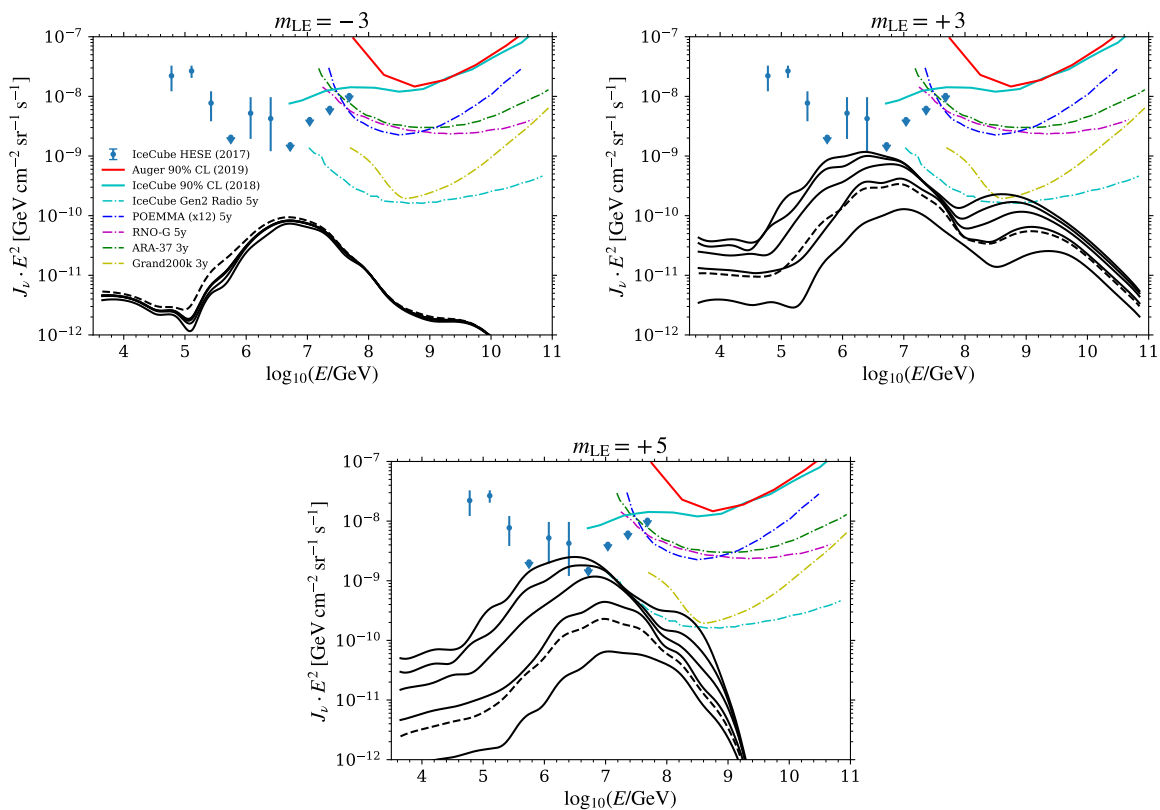 m_LE = −3
10⁻⁷
10⁻⁸
10⁻⁹
10⁻¹⁰
10⁻¹¹
10⁻¹²
J_ν · E² [GeV cm⁻² sr⁻¹ s⁻¹]
IceCube HESE (2017)
Auger 90% CL (2019)
IceCube 90% CL (2018)
IceCube Gen2 Radio 5y
POEMMA (x12) 5y
RNO-G 5y
ARA-37 3y
Grand200k 3y
4 5 6 7 8 9 10 11
log₁₀(E/GeV)
m_LE = +3
10⁻⁷
10⁻⁸
10⁻⁹
10⁻¹⁰
10⁻¹¹
10⁻¹²
J_ν · E² [GeV cm⁻² sr⁻¹ s⁻¹]
4 5 6 7 8 9 10 11
log₁₀(E/GeV)
m_LE = +5
10⁻⁷
10⁻⁸
10⁻⁹
10⁻¹⁰
10⁻¹¹
10⁻¹²
J_ν · E² [GeV cm⁻² sr⁻¹ s⁻¹]
4 5 6 7 8 9 10 11
log₁₀(E/GeV)